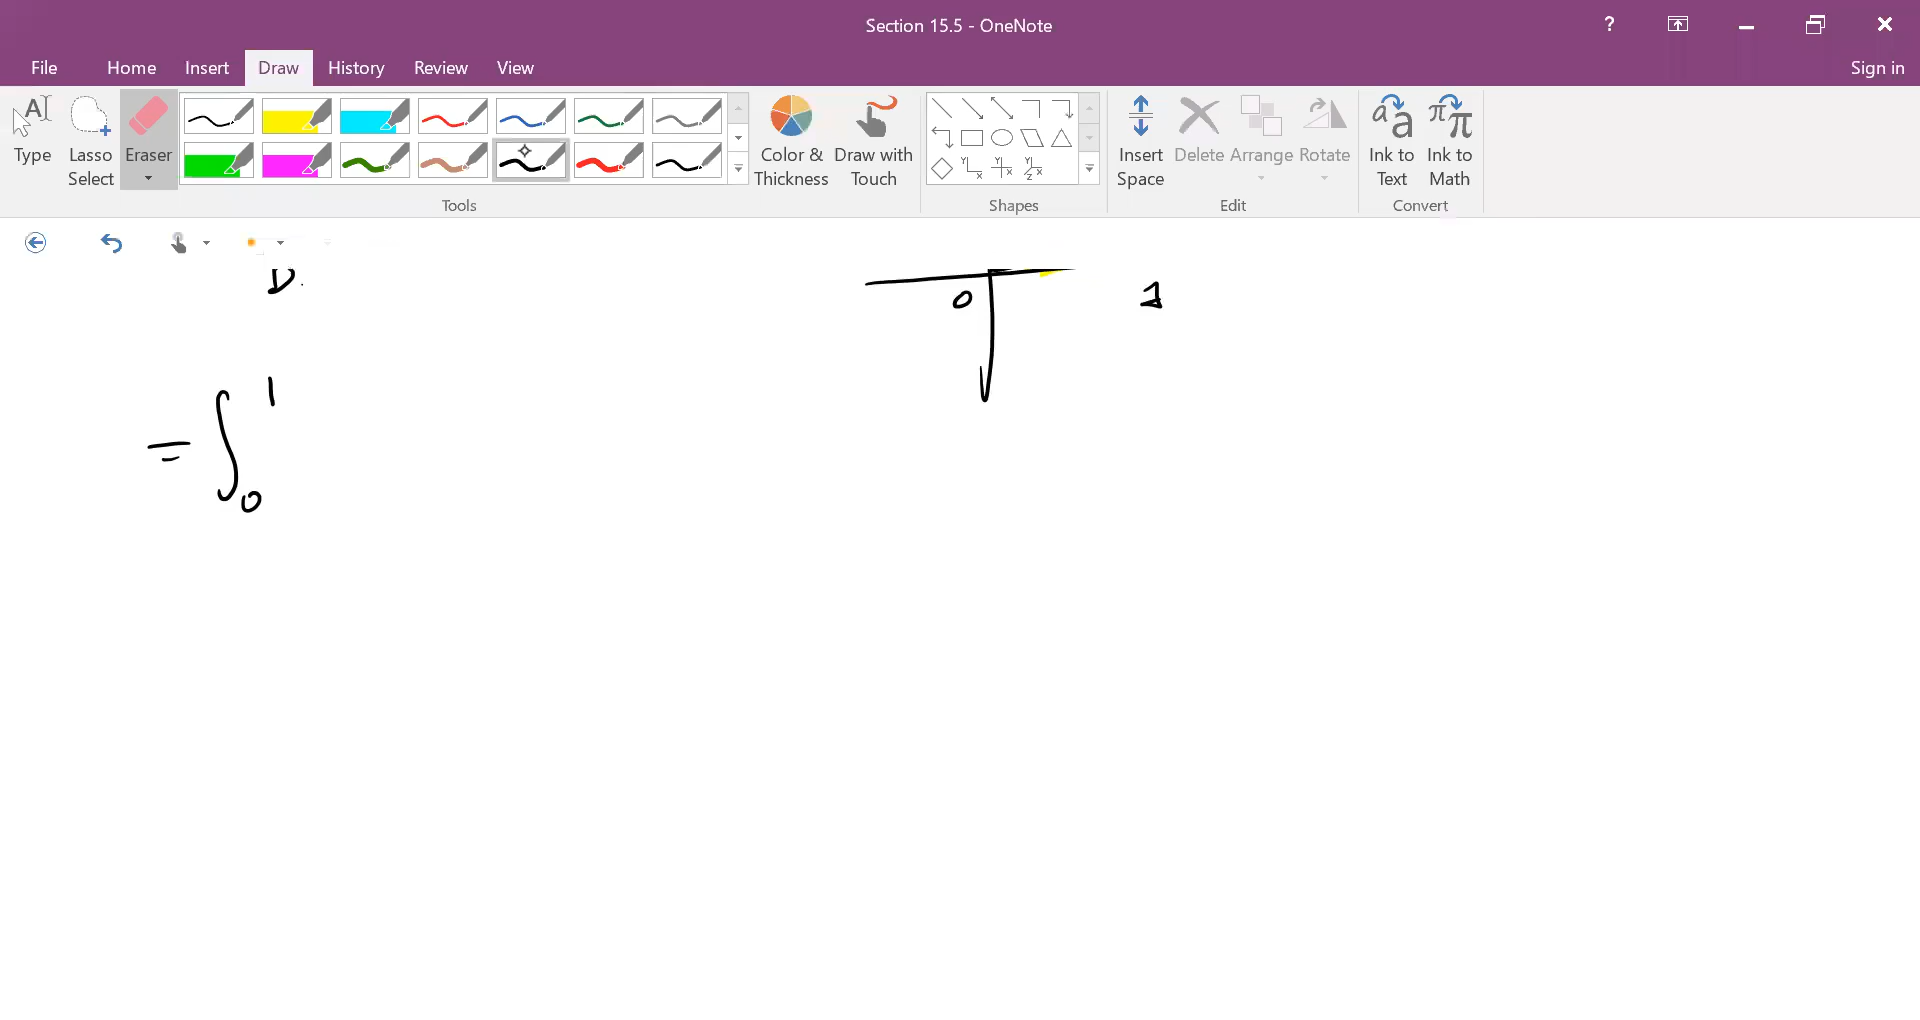 Section 15.5 - OneNote
?
File Home Insert Draw History Review View Sign in
Type
Lasso Select
Eraser
Color & Thickness
Draw with Touch
Insert Space
Delete Arrange Rotate
Ink to Text
Ink to Math
Tools Shapes Edit Convert
D.
0 1
= ∫ 0 1